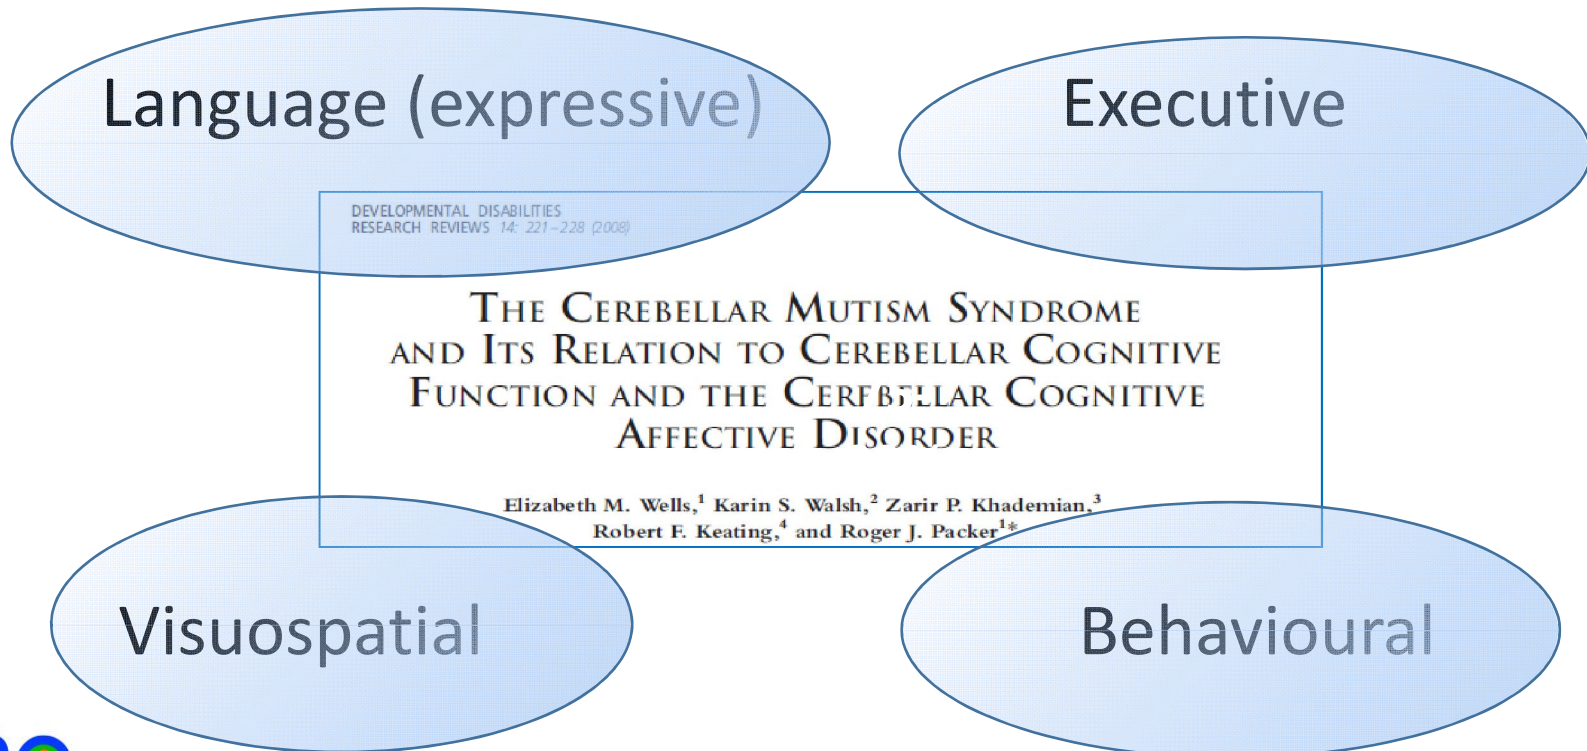 Language (expressive)
Executive
DEVELOPMENTAL DISABILITIES
RESEARCH REVIEWS 14: 221–228 (2008)
THE CEREBELLAR MUTISM SYNDROME
AND ITS RELATION TO CEREBELLAR COGNITIVE
FUNCTION AND THE CEREBELLAR COGNITIVE
AFFECTIVE DISORDER
Elizabeth M. Wells,¹ Karin S. Walsh,² Zarir P. Khademian,³
Robert F. Keating,⁴ and Roger J. Packer¹*
Visuospatial
Behavioural